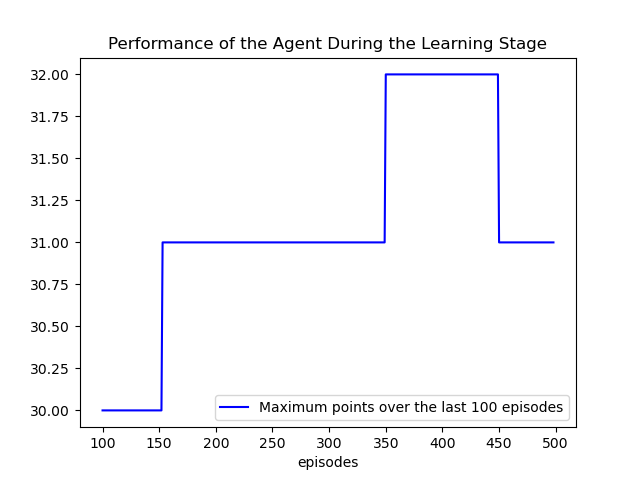 Performance of the Agent During the Learning Stage
32.00
31.75
31.50
31.25
31.00
30.75
30.50
30.25
30.00
Maximum points over the last 100 episodes
100 150 200 250 300 350 400 450 500
episodes